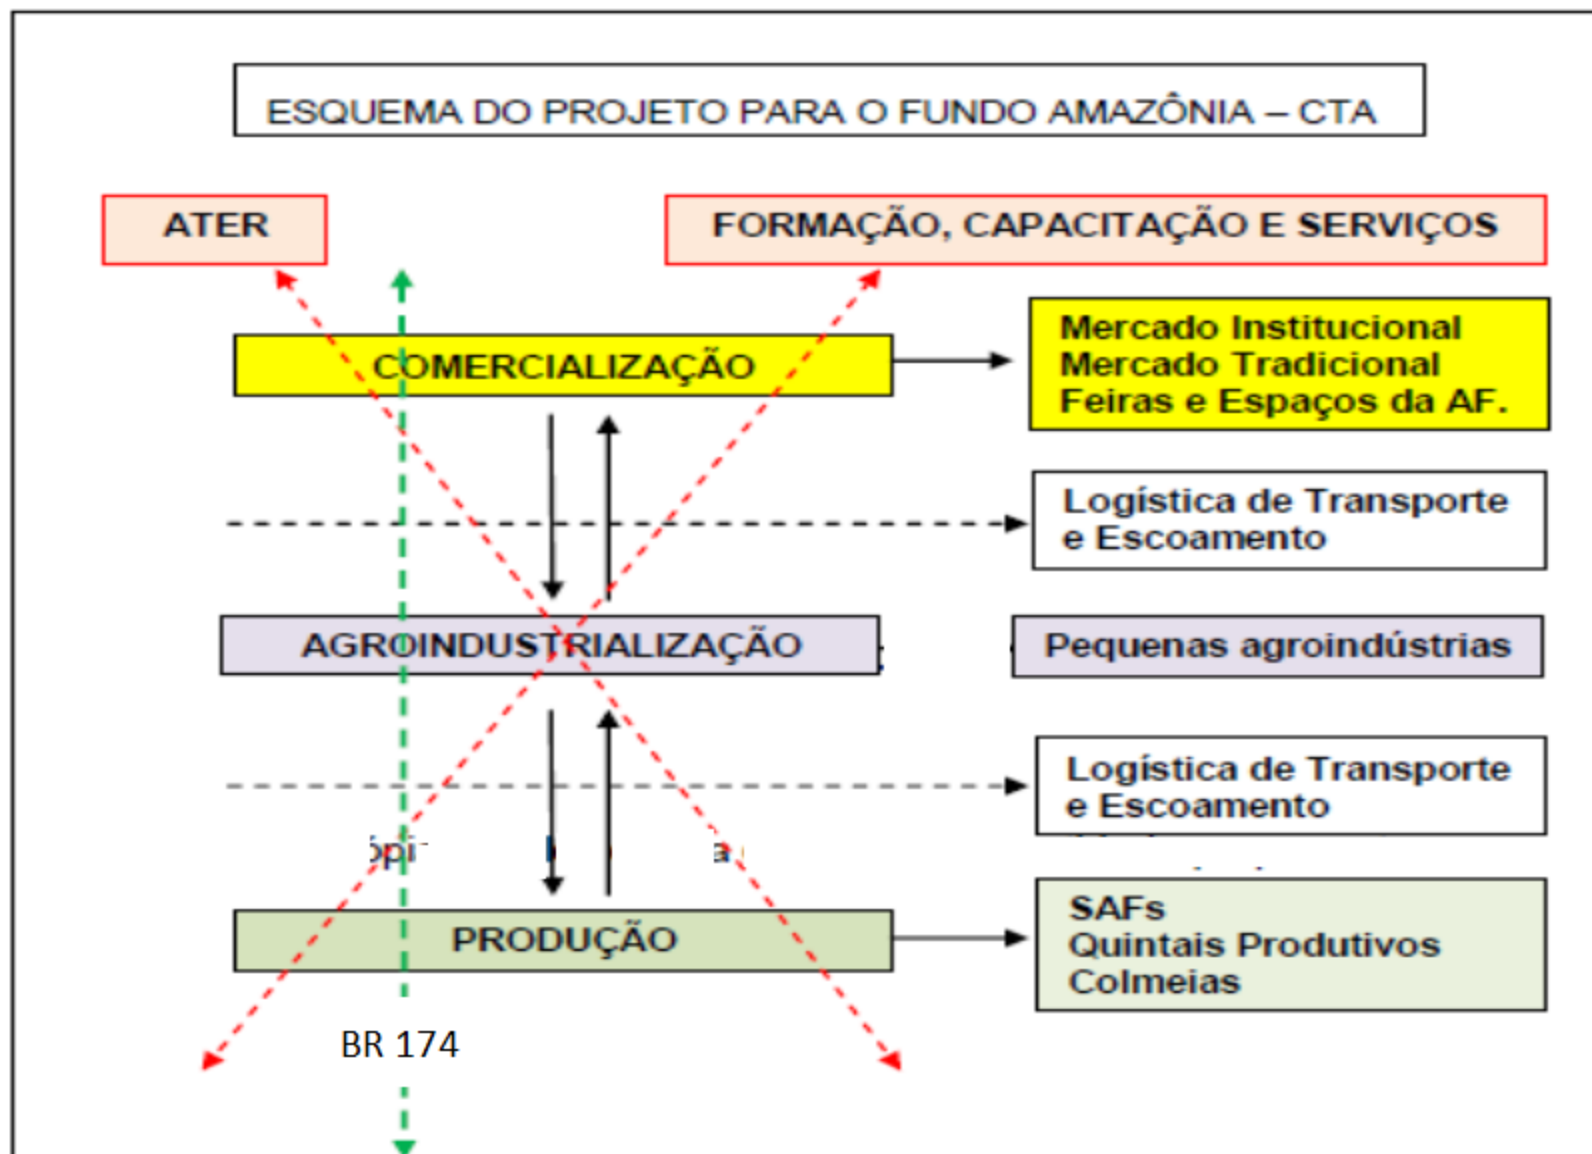 ESQUEMA DO PROJETO PARA O FUNDO AMAZÔNIA – CTA
ATER
FORMAÇÃO, CAPACITAÇÃO E SERVIÇOS
COMERCIALIZAÇÃO
Mercado Institucional
Mercado Tradicional
Feiras e Espaços da AF.
Logística de Transporte
e Escoamento
AGROINDUSTRIALIZAÇÃO
Pequenas agroindústrias
Logística de Transporte
e Escoamento
PRODUÇÃO
SAFs
Quintais Produtivos
Colmeias
BR 174